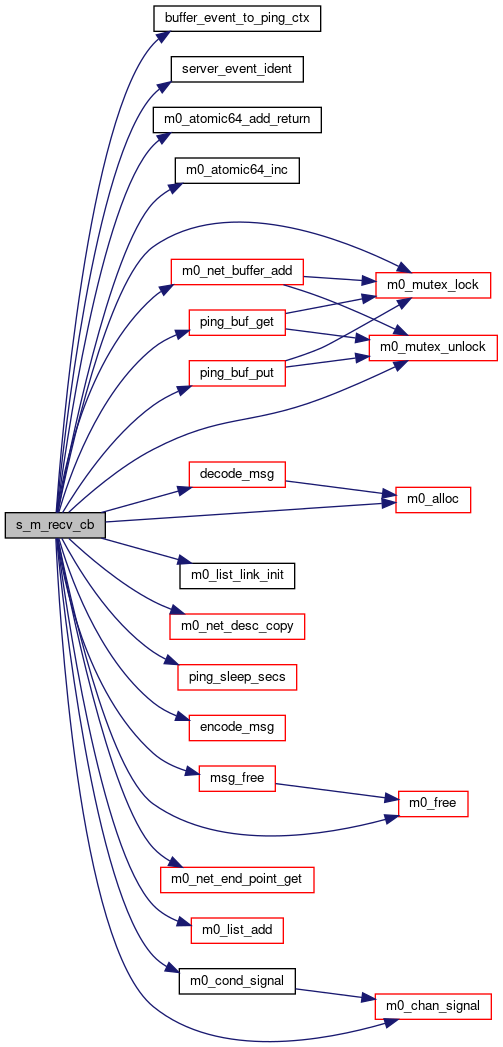 buffer_event_to_ping_ctx
server_event_ident
m0_atomic64_add_return
m0_atomic64_inc
m0_net_buffer_add
m0_mutex_lock
ping_buf_get
m0_mutex_unlock
ping_buf_put
decode_msg
m0_alloc
s_m_recv_cb
m0_list_link_init
m0_net_desc_copy
ping_sleep_secs
encode_msg
msg_free
m0_free
m0_net_end_point_get
m0_list_add
m0_cond_signal
m0_chan_signal